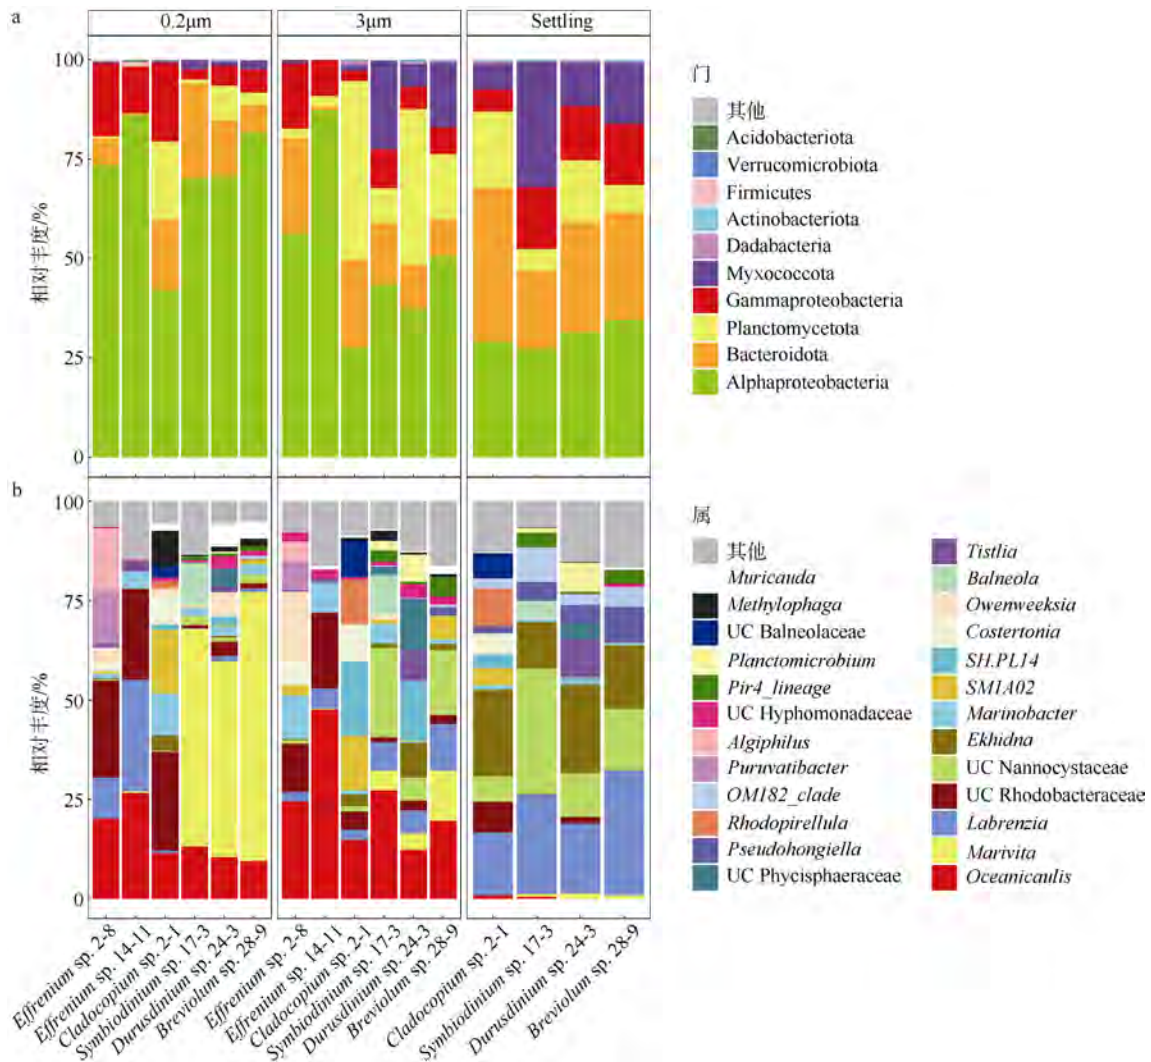 a
0.2μm
3μm
Settling
100
75
50
25
0
相对丰度/%
门
其他
Acidobacteriota
Verrucomicrobiota
Firmicutes
Actinobacteriota
Dadabacteria
Myxococcota
Gammaproteobacteria
Planctomycetota
Bacteroidota
Alphaproteobacteria
b
100
75
50
25
0
相对丰度/%
属
其他
Muricauda
Methylophaga
UC Balneolaceae
Planctomicrobium
Pir4_lineage
UC Hyphomonadaceae
Algiphilus
Puruvatibacter
OM182_clade
Rhodopirellula
Pseudohongiella
UC Phycisphaeraceae
Tistlia
Balneola
Owenweeksia
Costertonia
SH.PL14
SM1A02
Marinobacter
Ekhidna
UC Nannocystaceae
UC Rhodobacteraceae
Labrenzia
Marivita
Oceanicaulis
Effrenium sp. 2-8
Effrenium sp. 14-11
Cladocopium sp. 2-1
Symbiodinium sp. 17-3
Durusdinium sp. 24-3
Breviolum sp. 28-9
Effrenium sp. 2-8
Effrenium sp. 14-11
Cladocopium sp. 2-1
Symbiodinium sp. 17-3
Durusdinium sp. 24-3
Breviolum sp. 28-9
Cladocopium sp. 2-1
Symbiodinium sp. 17-3
Durusdinium sp. 24-3
Breviolum sp. 28-9